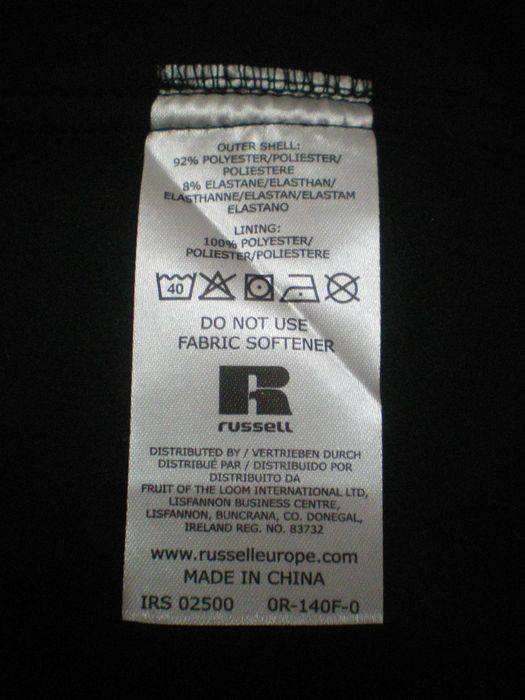 OUTER SHELL:
92% POLYESTER/POLIESTER/
POLIESTERE
8% ELASTANE/ELASTHAN/
ELASTHANNE/ELASTAN/ELASTAM
ELASTANO
LINING:
100% POLYESTER/
POLIESTER/POLIESTERE
40
DO NOT USE
FABRIC SOFTENER
R
russell
DISTRIBUTED BY / VERTRIEBEN DURCH
DISTRIBUÉ PAR / DISTRIBUIDO POR
DISTRIBUITO DA
FRUIT OF THE LOOM INTERNATIONAL LTD,
LISFANNON BUSINESS CENTRE,
LISFANNON, BUNCRANA, CO. DONEGAL,
IRELAND REG. NO. 83732
www.russelleurope.com
MADE IN CHINA
IRS 02500 0R-140F-0